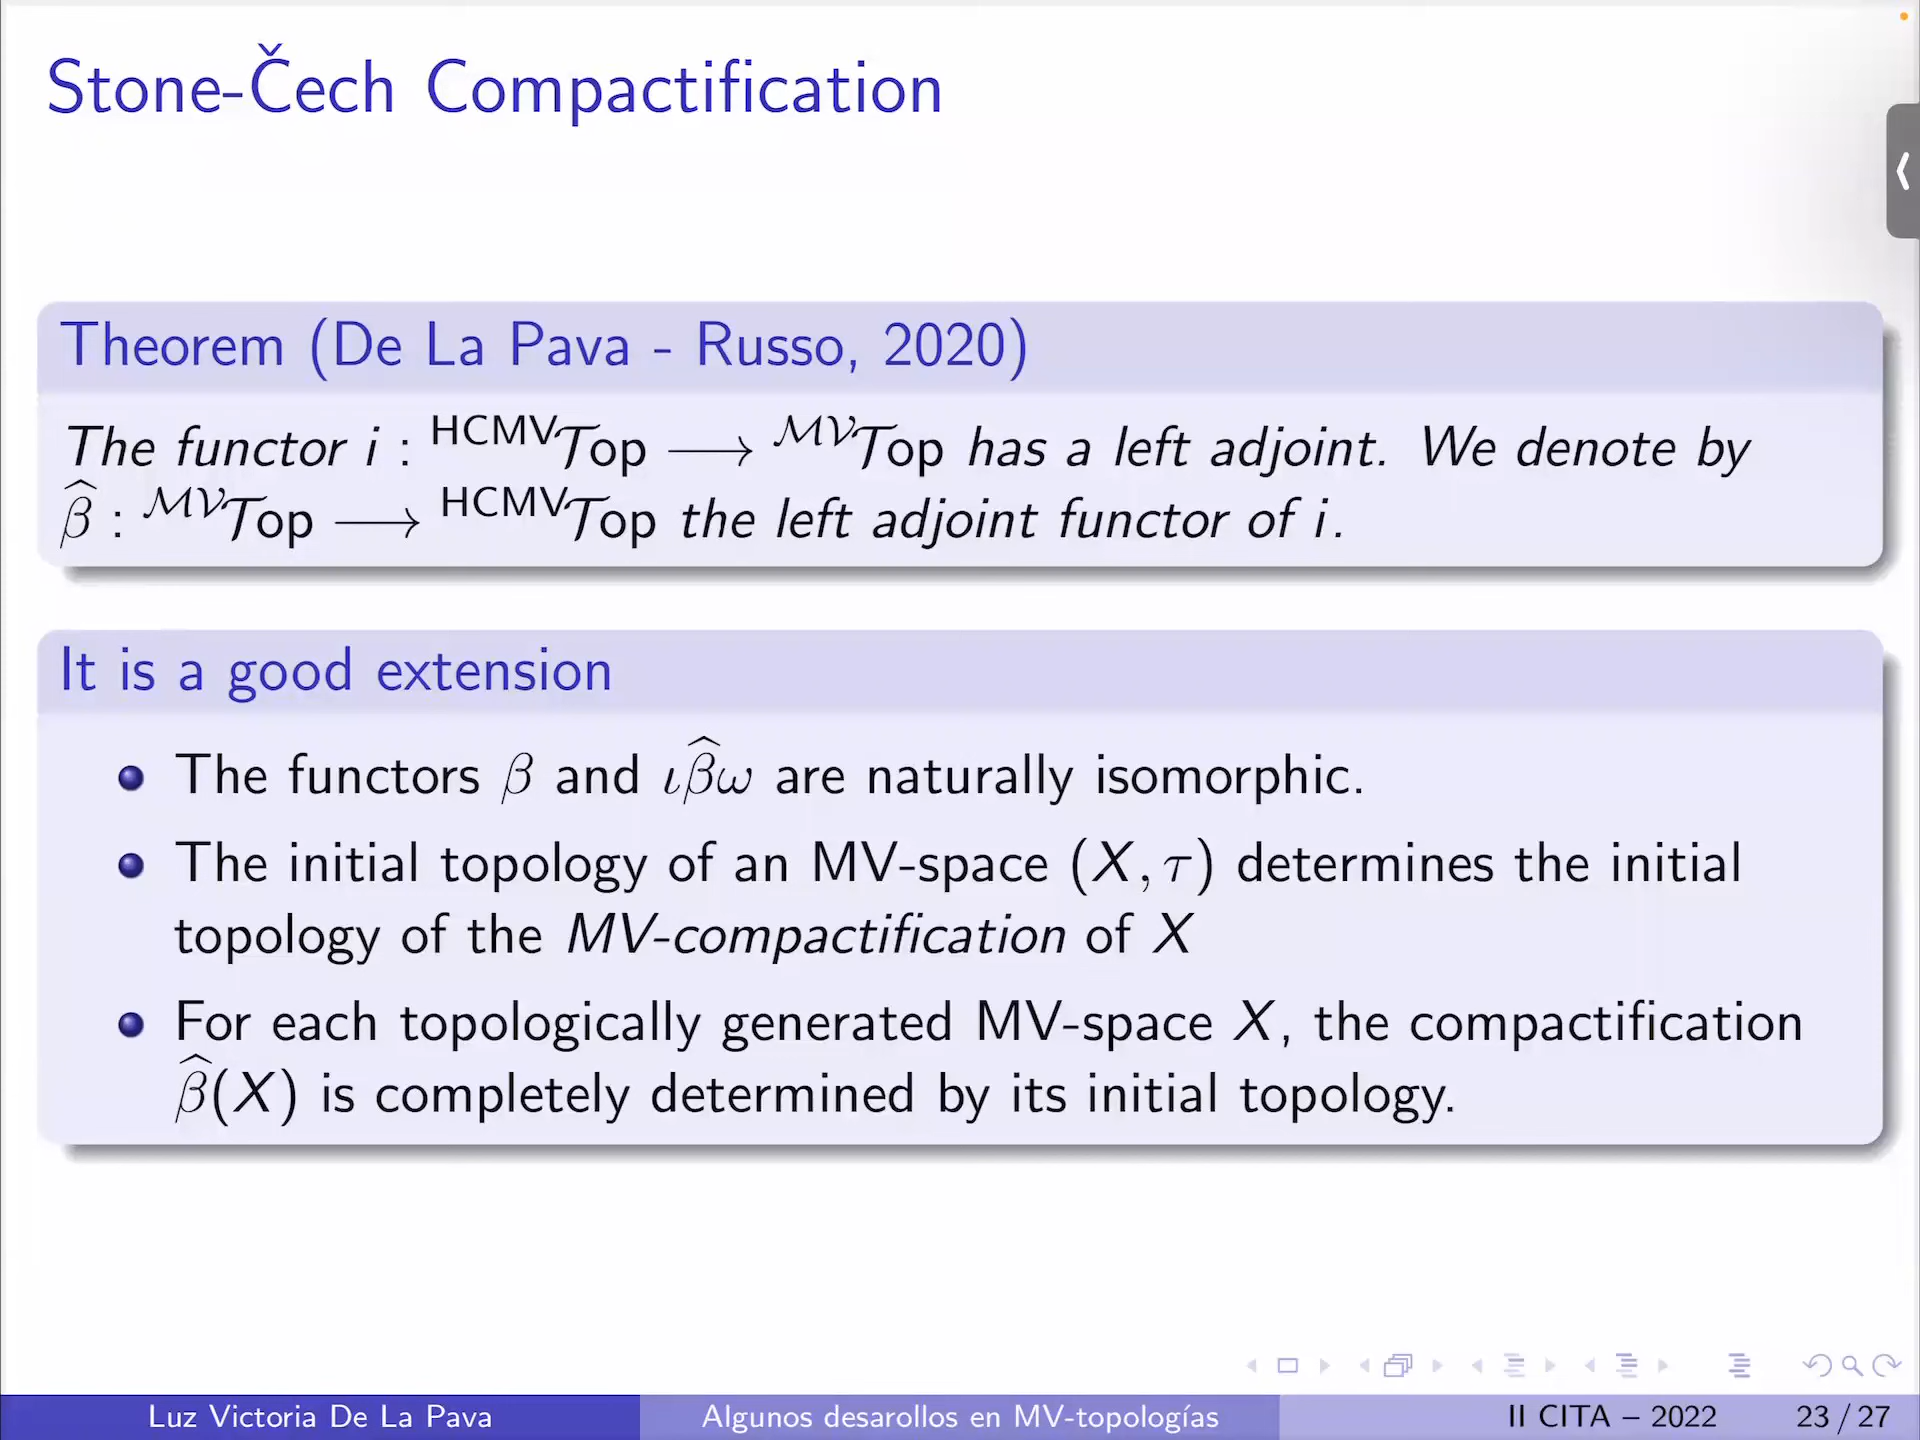 Stone-Čech Compactification
Theorem (De La Pava - Russo, 2020)
The functor i : ᴴᶜᴹⱽ𝒯op ⟶ ᴹⱽ𝒯op has a left adjoint. We denote by
β̂ : ᴹⱽ𝒯op ⟶ ᴴᶜᴹⱽ𝒯op the left adjoint functor of i.
It is a good extension
• The functors β and ιβ̂ω are naturally isomorphic.
• The initial topology of an MV-space (X, τ) determines the initial
topology of the MV-compactification of X
• For each topologically generated MV-space X, the compactification
β̂(X) is completely determined by its initial topology.
Luz Victoria De La Pava Algunos desarollos en MV-topologías II CITA – 2022 23 / 27